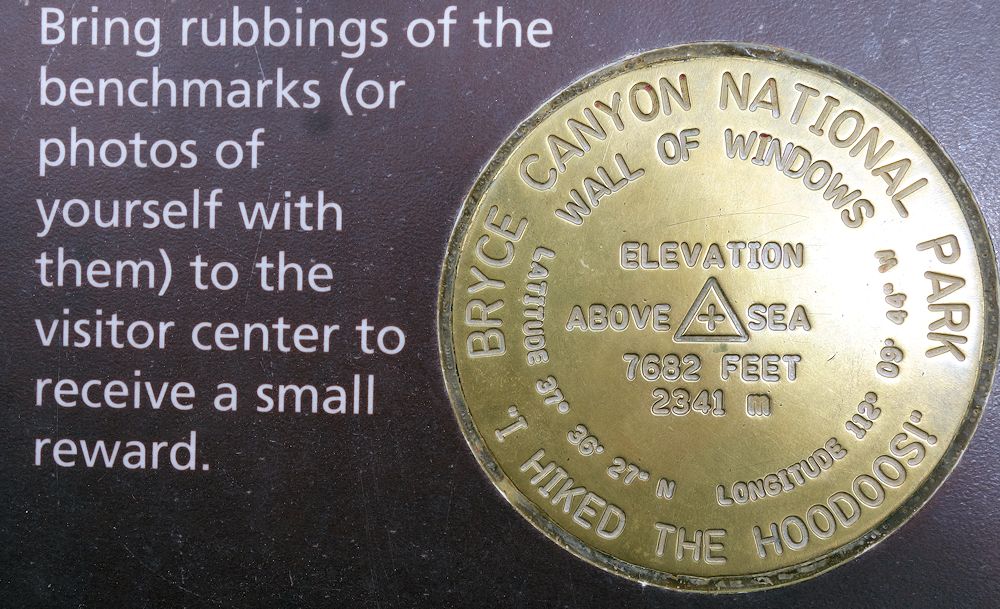 Bring rubbings of the
benchmarks (or
photos of
yourself with
them) to the
visitor center to
receive a small
reward.
BRYCE CANYON NATIONAL PARK
WALL OF WINDOWS
ELEVATION
ABOVE SEA
7682 FEET
2341 m
LATITUDE 37° 36' 27" N
LONGITUDE 112° 09' 44" W
"I HIKED THE HOODOOS!"